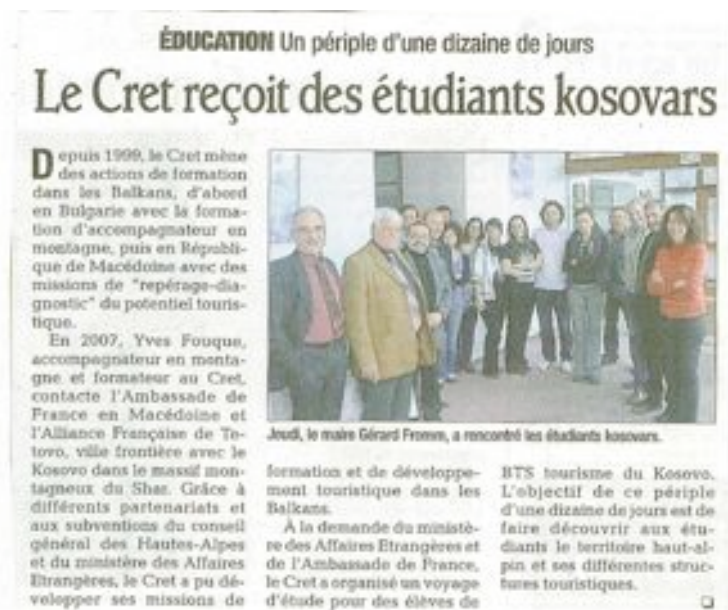 ÉDUCATION Un périple d'une dizaine de jours
Le Cret reçoit des étudiants kosovars
Depuis 1999, le Cret mène
des actions de formation
dans les Balkans, d'abord
en Bulgarie avec la forma-
tion d'accompagnateur en
montagne, puis en Républi-
que de Macédoine avec des
missions de "repérage-dia-
gnostic" du potentiel touris-
tique.
En 2007, Yves Fouque,
accompagnateur en monta-
gne et formateur au Cret,
contacte l'Ambassade de
France en Macédoine et
l'Alliance Française de Te-
tovo, ville frontière avec le
Kosovo dans le massif mon-
tagneux du Shar. Grâce à
différents partenariats et
aux subventions du conseil
général des Hautes-Alpes
et du ministère des Affaires
Etrangères, le Cret a pu dé-
velopper ses missions de
Jeudi, le maire Gérard Fromm, a rencontré les étudiants kosovars.
formation et de développe-
ment touristique dans les
Balkans.
À la demande du ministè-
re des Affaires Etrangères et
de l'Ambassade de France,
le Cret a organisé un voyage
d'étude pour des élèves de
BTS tourisme du Kosovo.
L'objectif de ce périple
d'une dizaine de jours est de
faire découvrir aux étu-
diants le territoire haut-al-
pin et ses différentes struc-
tures touristiques.